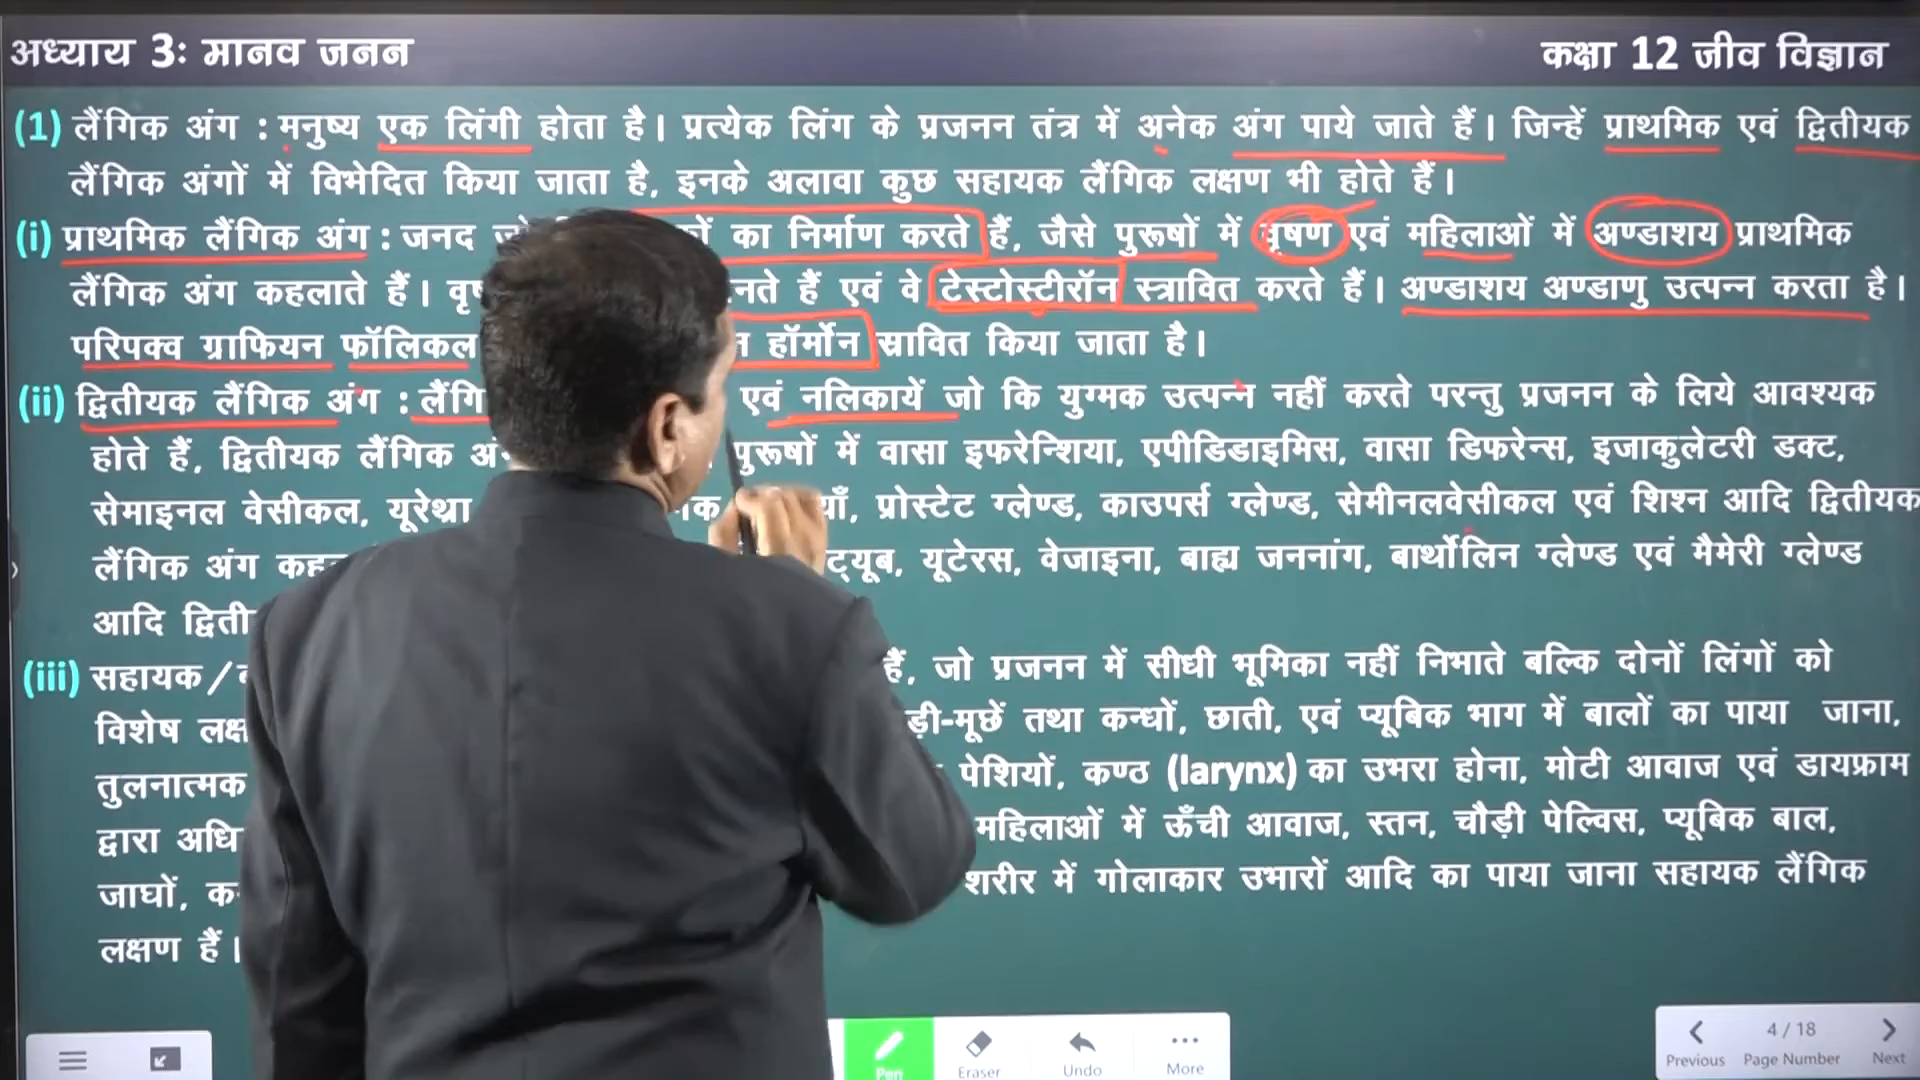 अध्याय 3: मानव जनन
कक्षा 12 जीव विज्ञान
(1) लैंगिक अंग : मनुष्य एक लिंगी होता है। प्रत्येक लिंग के प्रजनन तंत्र में अनेक अंग पाये जाते हैं। जिन्हें प्राथमिक एवं द्वितीयक
लैंगिक अंगों में विभेदित किया जाता है, इनके अलावा कुछ सहायक लैंगिक लक्षण भी होते हैं।
(i) प्राथमिक लैंगिक अंग : जनद का निर्माण करते हैं, जैसे पुरूषों में वृषण एवं महिलाओं में अण्डाशय प्राथमिक
लैंगिक अंग कहलाते हैं। हैं एवं वे टेस्टोस्टीरॉन स्त्रावित करते हैं। अण्डाशय अण्डाणु उत्पन्न करता है।
परिपक्व ग्राफियन फॉलिकल हॉर्मोन स्रावित किया जाता है।
(ii) द्वितीयक लैंगिक अंग : एवं नलिकायें जो कि युग्मक उत्पन्न नहीं करते परन्तु प्रजनन के लिये आवश्यक
होते हैं, द्वितीयक लैंगिक पुरूषों में वासा इफरेन्शिया, एपीडिडाइमिस, वासा डिफरेन्स, इजाकुलेटरी डक्ट,
सेमाइनल वेसीकल, यूरेथ्रा प्रोस्टेट ग्लेण्ड, काउपर्स ग्लेण्ड, सेमीनलवेसीकल एवं शिश्न आदि द्वितीयक
लैंगिक अंग ट्यूब, यूटेरस, वेजाइना, बाह्य जननांग, बार्थोलिन ग्लेण्ड एवं मैमेरी ग्लेण्ड
आदि
(iii) सहायक/ हैं, जो प्रजनन में सीधी भूमिका नहीं निभाते बल्कि दोनों लिंगों को
विशेष तथा कन्धों, छाती, एवं प्यूबिक भाग में बालों का पाया जाना,
तुलनात्मक पेशियों, कण्ठ (larynx) का उभरा होना, मोटी आवाज एवं डायफ्राम
द्वारा महिलाओं में ऊँची आवाज, स्तन, चौड़ी पेल्विस, प्यूबिक बाल,
जाघों, शरीर में गोलाकार उभारों आदि का पाया जाना सहायक लैंगिक
लक्षण हैं।
Pen Eraser Undo More
Previous 4 / 18 Page Number Next